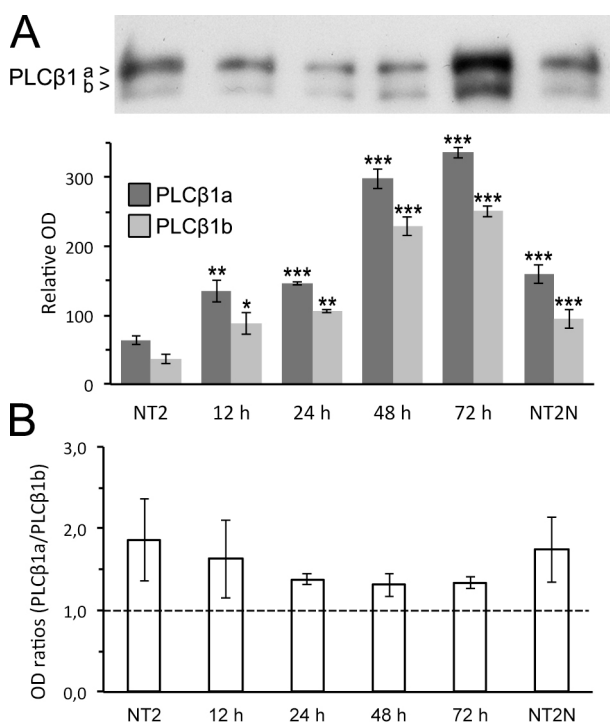 A
PLCβ1 a >
b >
Relative OD
300
200
100
0
PLCβ1a
PLCβ1b
** * *** ** *** *** *** *** *** ***
NT2 12 h 24 h 48 h 72 h NT2N
B
OD ratios (PLCβ1a/PLCβ1b)
3,0
2,0
1,0
0,0
NT2 12 h 24 h 48 h 72 h NT2N